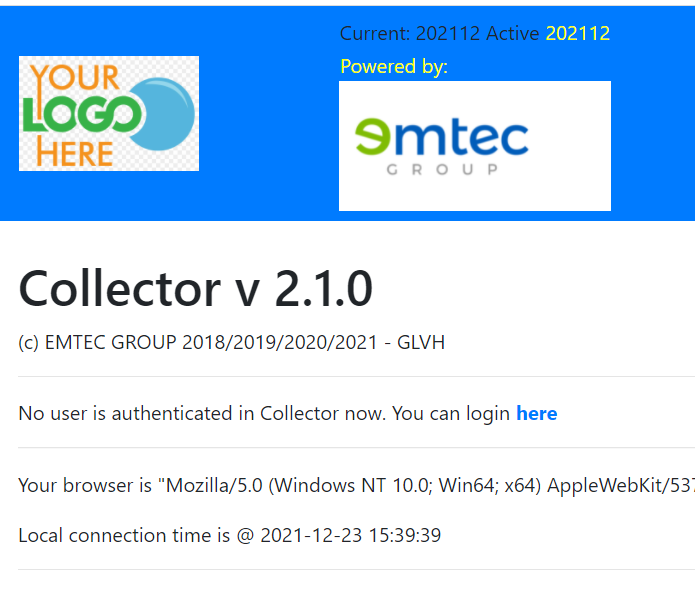 Current: 202112 Active 202112
Powered by:
YOUR
LOGO
HERE
emtec
GROUP
Collector v 2.1.0
(c) EMTEC GROUP 2018/2019/2020/2021 - GLVH
No user is authenticated in Collector now. You can login here
Your browser is "Mozilla/5.0 (Windows NT 10.0; Win64; x64) AppleWebKit/537
Local connection time is @ 2021-12-23 15:39:39